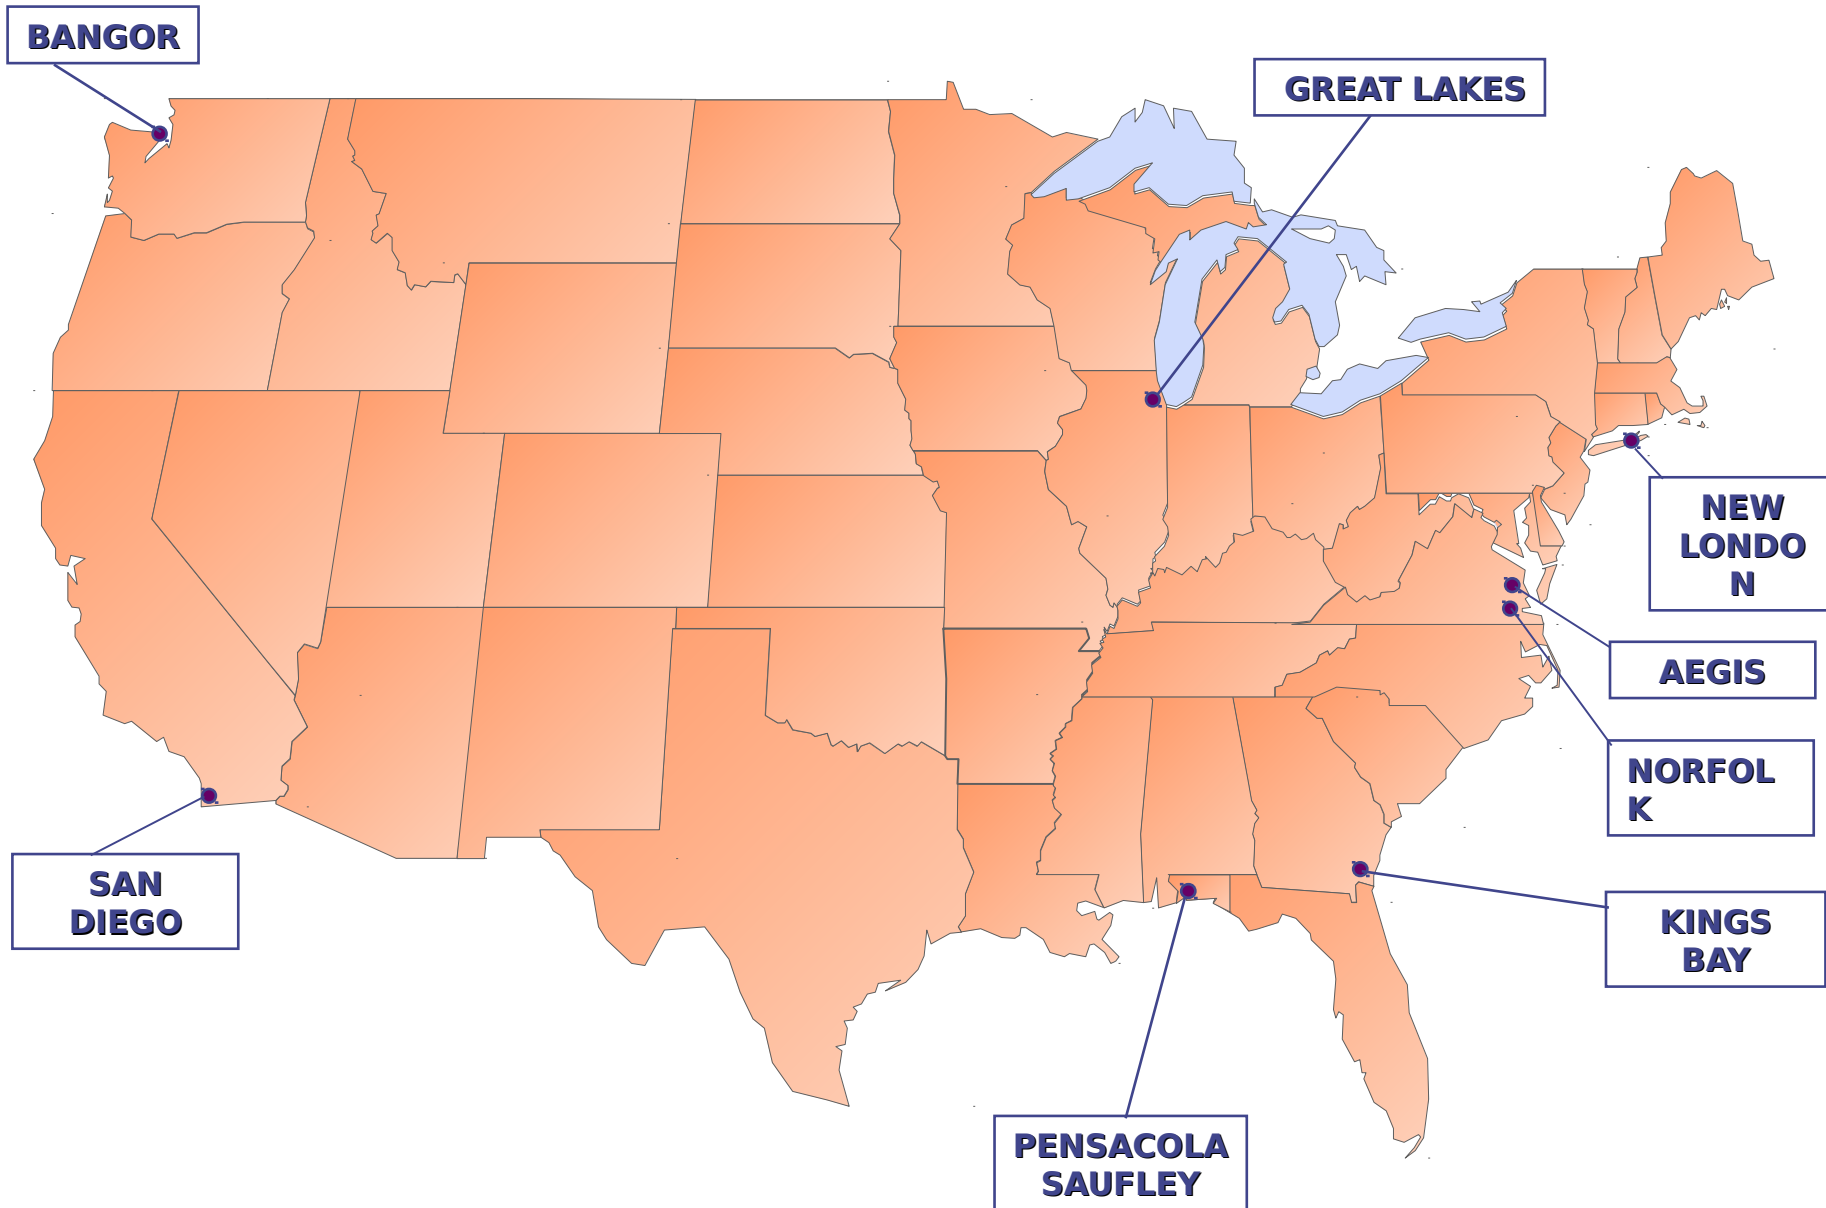 BANGOR
GREAT LAKES
NEW
LONDO
N
AEGIS
NORFOL
K
SAN
DIEGO
KINGS
BAY
PENSACOLA
SAUFLEY